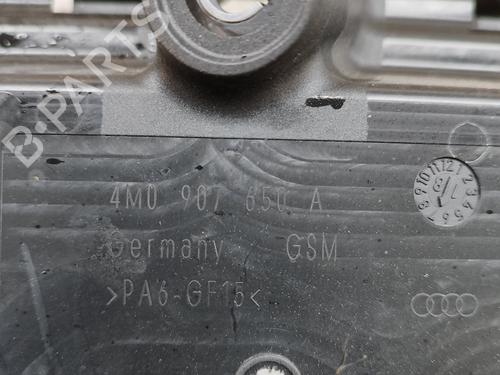 B-PARTS
4M0 907 650 A
Germany GSM
>PA6-GF15<